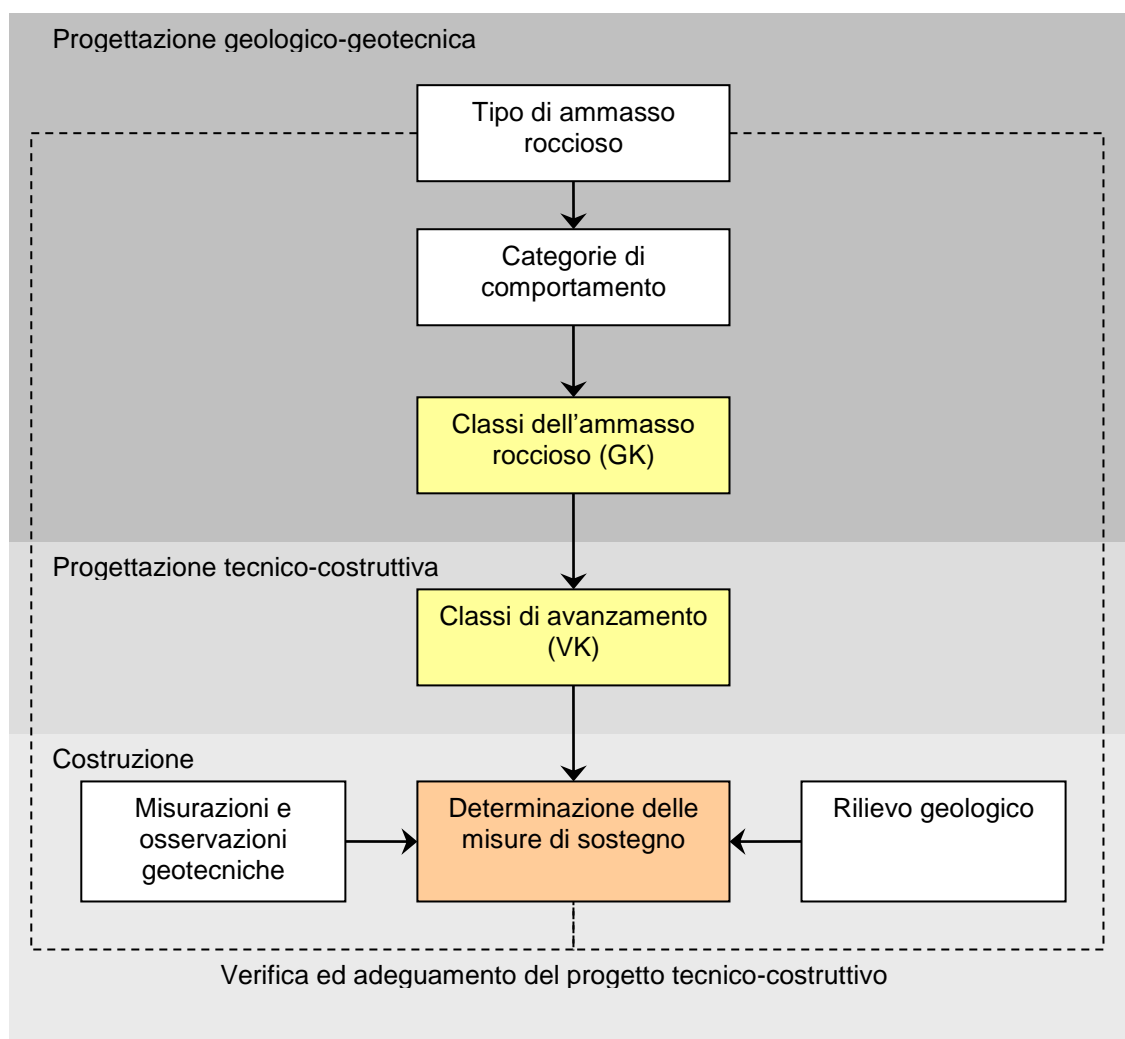 Progettazione geologico-geotecnica
Tipo di ammasso
roccioso
Categorie di
comportamento
Classi dell'ammasso
roccioso (GK)
Progettazione tecnico-costruttiva
Classi di avanzamento
(VK)
Costruzione
Misurazioni e
osservazioni
geotecniche
Determinazione delle
misure di sostegno
Rilievo geologico
Verifica ed adeguamento del progetto tecnico-costruttivo